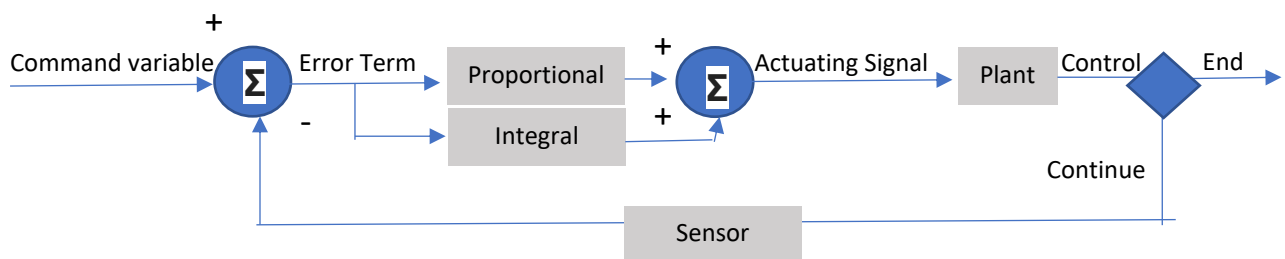 +
Command variable
Σ
Error Term
-
Proportional
Integral
+
+
Σ
Actuating Signal
Plant
Control
End
Continue
Sensor